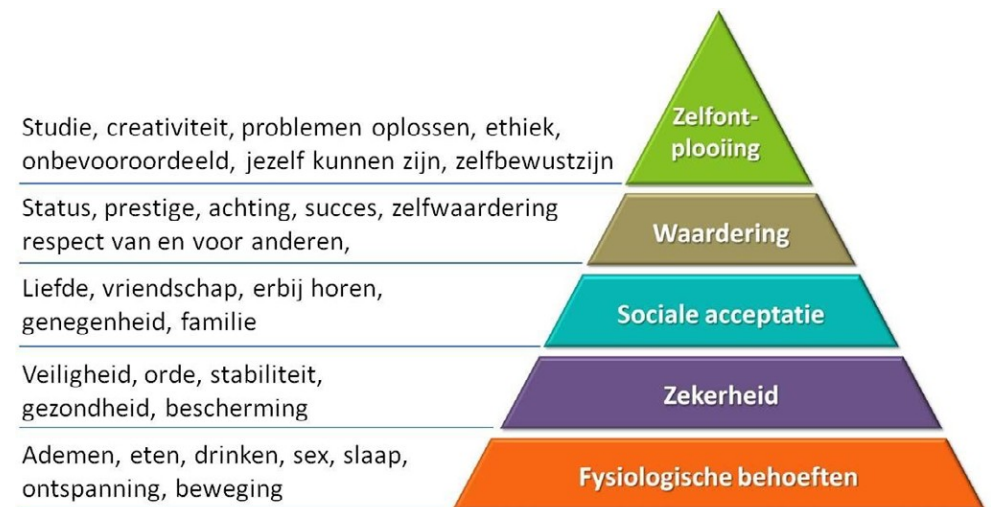 Studie, creativiteit, problemen oplossen, ethiek,
onbevooroordeeld, jezelf kunnen zijn, zelfbewustzijn
Zelfont-
plooiing
Status, prestige, achting, succes, zelfwaardering
respect van en voor anderen,
Waardering
Liefde, vriendschap, erbij horen,
genegenheid, familie
Sociale acceptatie
Veiligheid, orde, stabiliteit,
gezondheid, bescherming
Zekerheid
Ademen, eten, drinken, sex, slaap,
ontspanning, beweging
Fysiologische behoeften